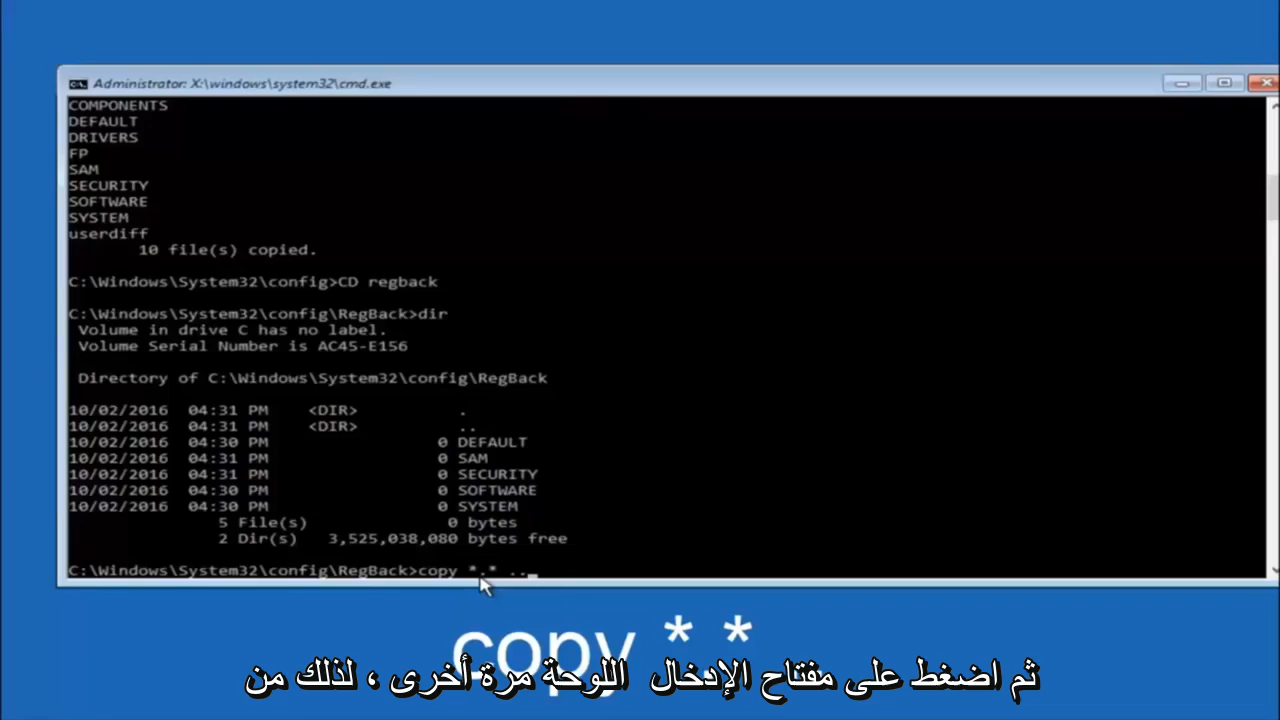 Administrator: X:\windows\system32\cmd.exe
COMPONENTS
DEFAULT
DRIVERS
FP
SAM
SECURITY
SOFTWARE
SYSTEM
userdiff
10 file(s) copied.
C:\Windows\System32\config>CD regback
C:\Windows\System32\config\RegBack>dir
Volume in drive C has no label.
Volume Serial Number is AC45-E156
Directory of C:\Windows\System32\config\RegBack
10/02/2016 04:31 PM <DIR> .
10/02/2016 04:31 PM <DIR> ..
10/02/2016 04:30 PM 0 DEFAULT
10/02/2016 04:31 PM 0 SAM
10/02/2016 04:31 PM 0 SECURITY
10/02/2016 04:30 PM 0 SOFTWARE
10/02/2016 04:30 PM 0 SYSTEM
5 File(s) 0 bytes
2 Dir(s) 3,525,038,080 bytes free
C:\Windows\System32\config\RegBack>copy *.* .._
copy * *
ثم اضغط على مفتاح الإدخال اللوحة مرة أخرى ، لذلك من